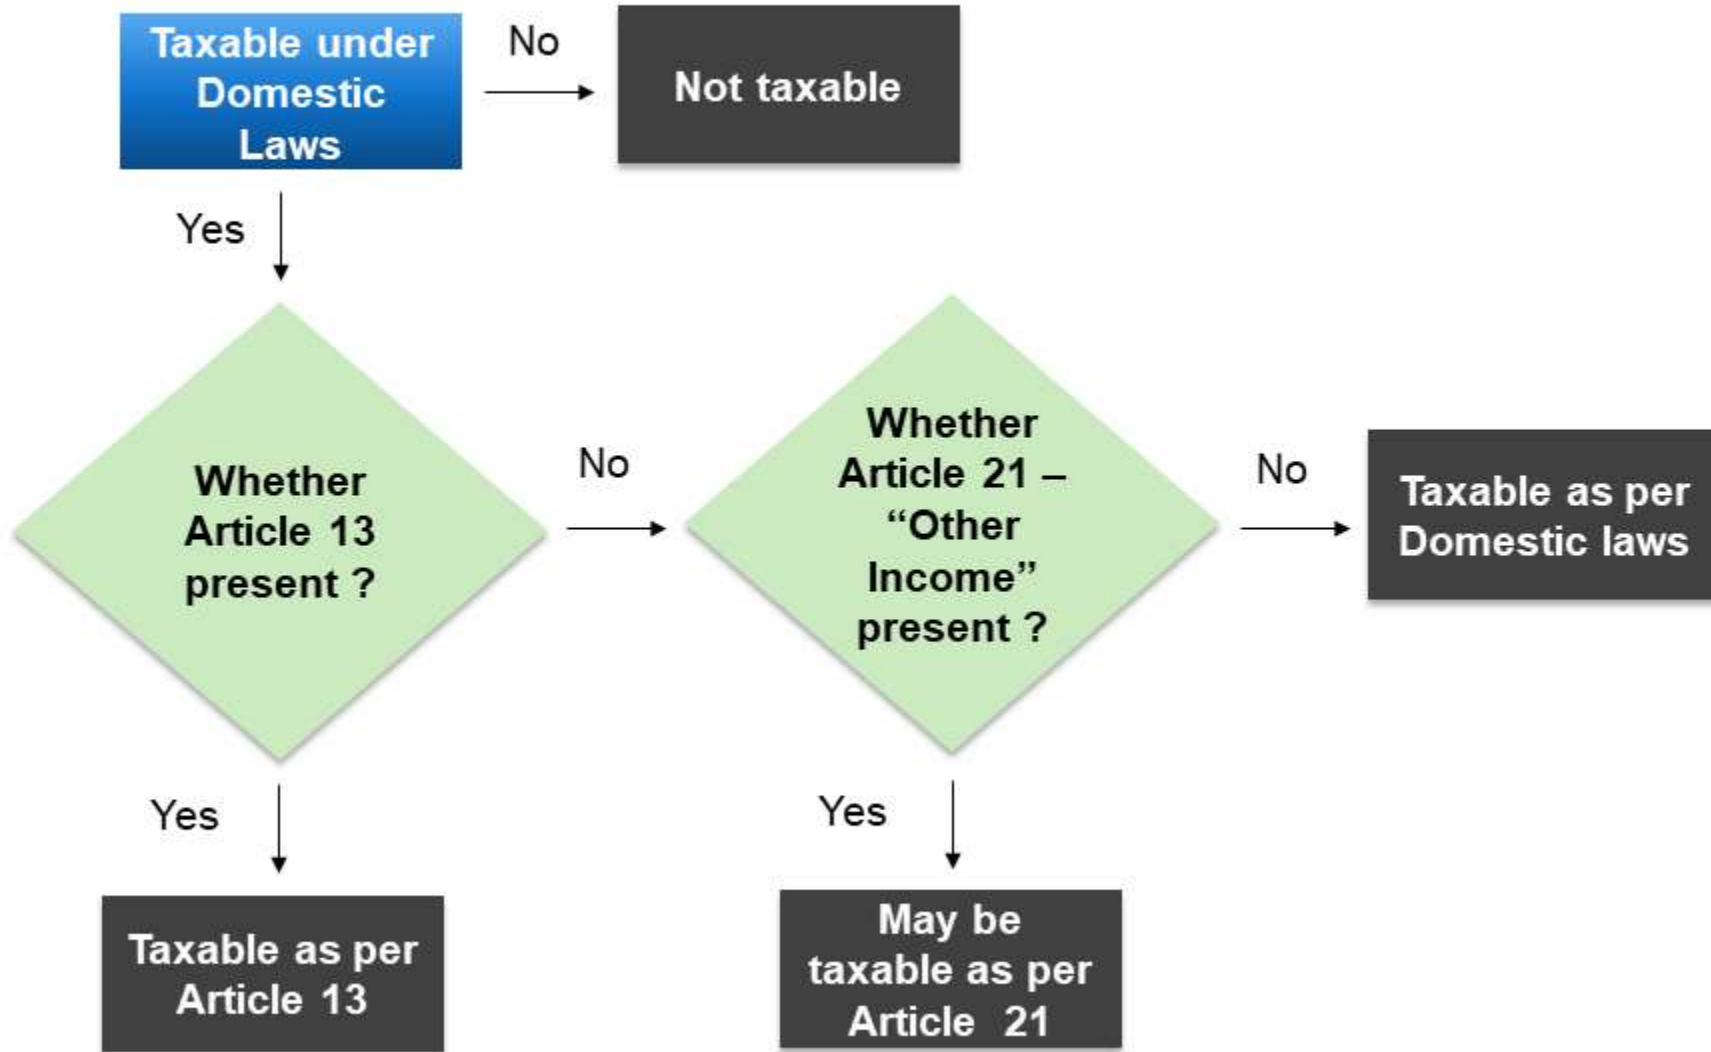 Taxable under
Domestic
Laws
No
Not taxable
Yes
Whether
Article 13
present ?
No
Whether
Article 21 –
“Other
Income”
present ?
No
Taxable as per
Domestic laws
Yes
Taxable as per
Article 13
Yes
May be
taxable as per
Article 21